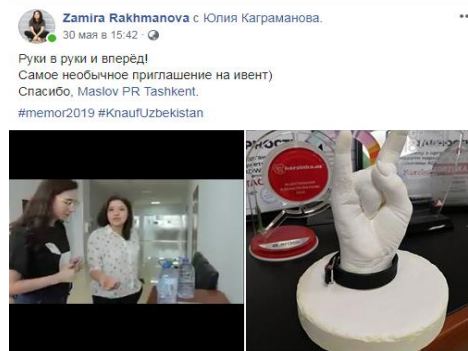 Zamira Rakhmanova с Юлия Каграманова.
30 мая в 15:42 ·
Руки в руки и вперёд!
Самое необычное приглашение на ивент)
Спасибо, Maslov PR Tashkent.
#memor2019 #KnaufUzbekistan